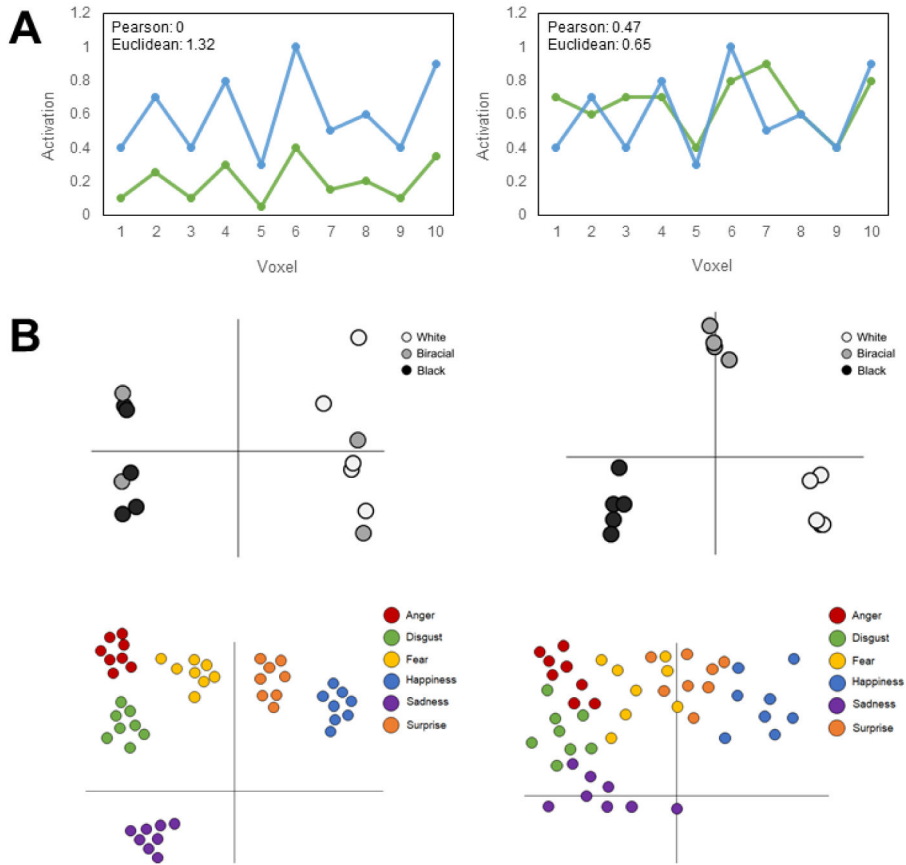 A
Pearson: 0
Euclidean: 1.32
1.2
1
0.8
0.6
0.4
0.2
0
Activation
1 2 3 4 5 6 7 8 9 10
Voxel
Pearson: 0.47
Euclidean: 0.65
1.2
1
0.8
0.6
0.4
0.2
0
Activation
1 2 3 4 5 6 7 8 9 10
Voxel
B
White
Biracial
Black
White
Biracial
Black
Anger
Disgust
Fear
Happiness
Sadness
Surprise
Anger
Disgust
Fear
Happiness
Sadness
Surprise